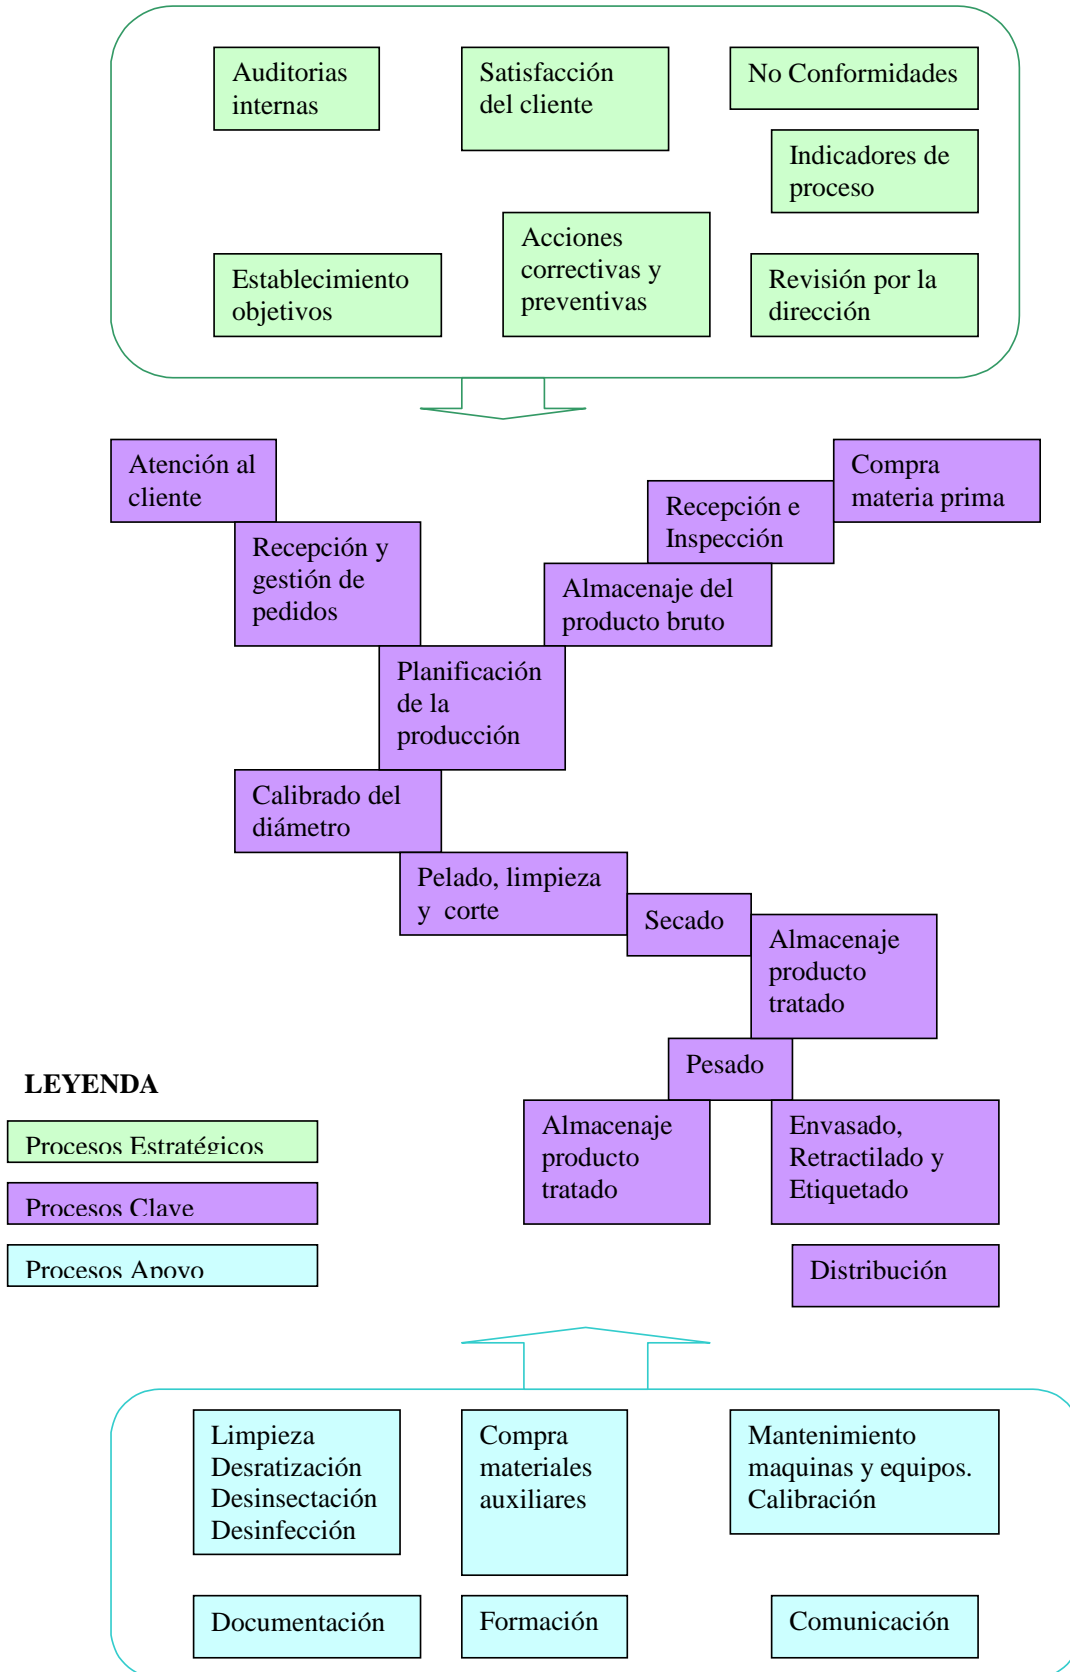 Auditorias
internas
Satisfacción
del cliente
No Conformidades
Indicadores de
proceso
Establecimiento
objetivos
Acciones
correctivas y
preventivas
Revisión por la
dirección
Atención al
cliente
Compra
materia prima
Recepción e
Inspección
Recepción y
gestión de
pedidos
Almacenaje del
producto bruto
Planificación
de la
producción
Calibrado del
diámetro
Pelado, limpieza
y corte
Secado
Almacenaje
producto
tratado
Pesado
Almacenaje
producto
tratado
Envasado,
Retractilado y
Etiquetado
Distribución
LEYENDA
Procesos Estratégicos
Procesos Clave
Procesos Apoyo
Limpieza
Desratización
Desinsectación
Desinfección
Compra
materiales
auxiliares
Mantenimiento
maquinas y equipos.
Calibración
Documentación
Formación
Comunicación